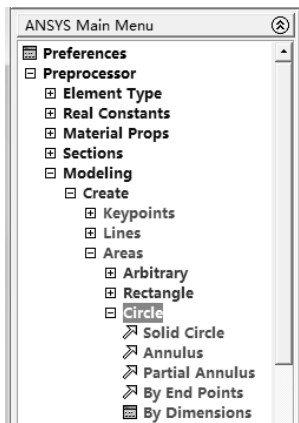 ANSYS Main Menu
Preferences
Preprocessor
Element Type
Real Constants
Material Props
Sections
Modeling
Create
Keypoints
Lines
Areas
Arbitrary
Rectangle
Circle
Solid Circle
Annulus
Partial Annulus
By End Points
By Dimensions